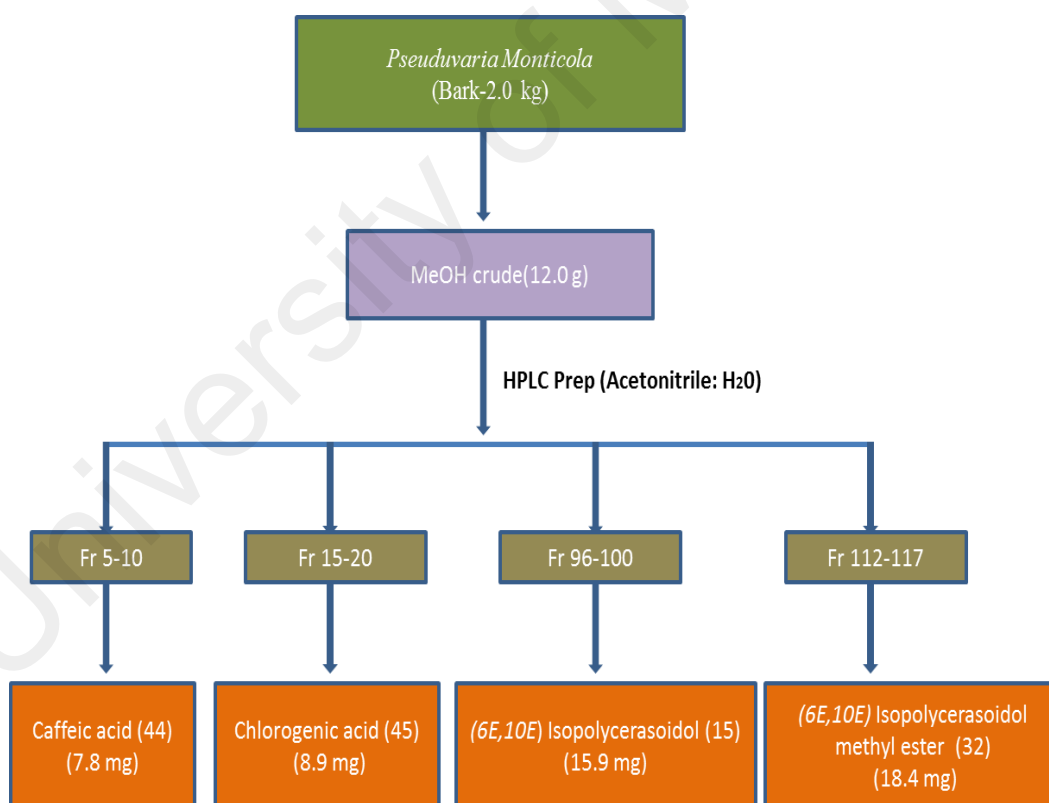 Pseuduvaria Monticola
(Bark-2.0 kg)
MeOH crude(12.0 g)
HPLC Prep (Acetonitrile: H₂0)
Fr 5-10
Fr 15-20
Fr 96-100
Fr 112-117
Caffeic acid (44)
(7.8 mg)
Chlorogenic acid (45)
(8.9 mg)
(6E,10E) Isopolycerasoidol (15)
(15.9 mg)
(6E,10E) Isopolycerasoidol
methyl ester (32)
(18.4 mg)
University of M